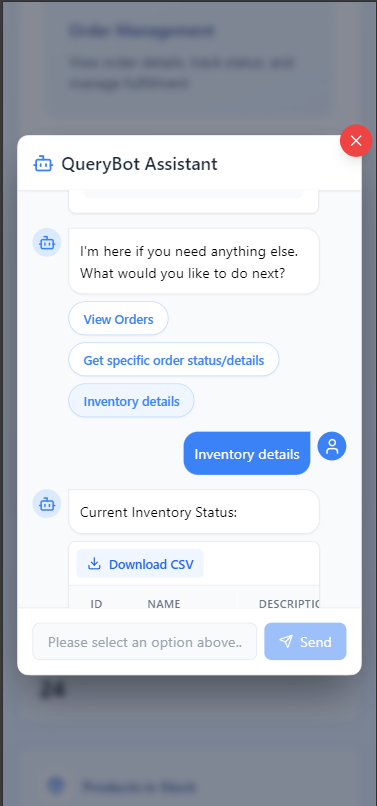 Order Management
View order details, track status, and
manage fulfillment
QueryBot Assistant
I'm here if you need anything else.
What would you like to do next?
View Orders
Get specific order status/details
Inventory details
Inventory details
Current Inventory Status:
Download CSV
ID NAME DESCRIPTIC
Please select an option above..
Send
24
Products in Stock